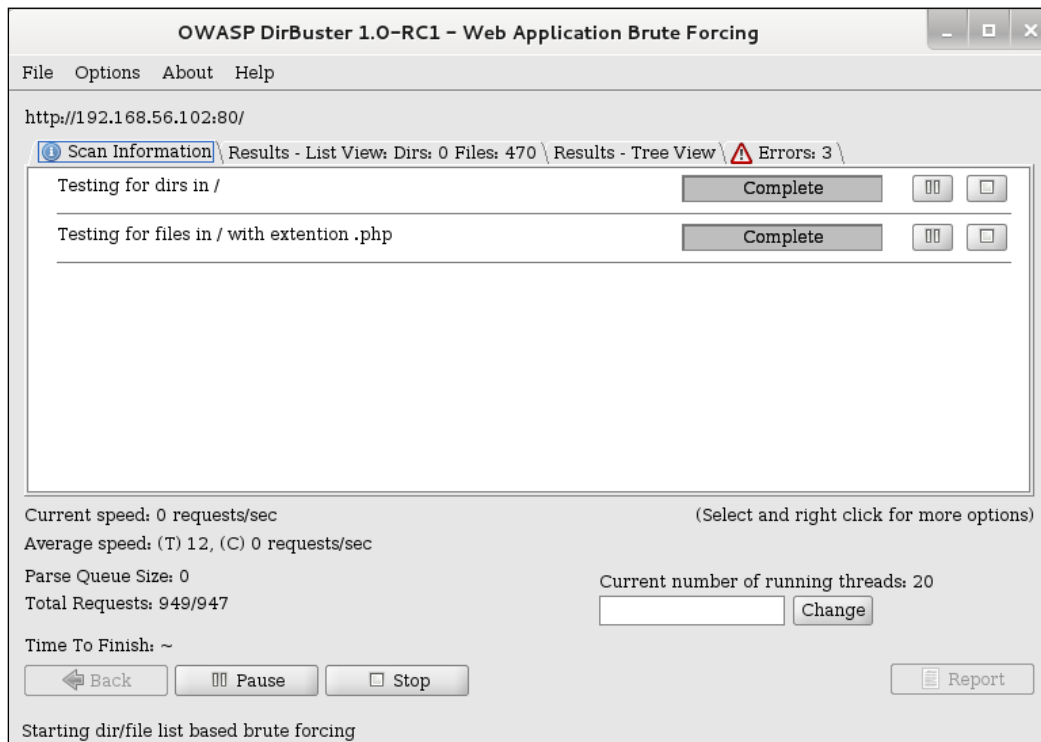 OWASP DirBuster 1.0-RC1 - Web Application Brute Forcing
File Options About Help
http://192.168.56.102:80/
Scan Information Results - List View: Dirs: 0 Files: 470 Results - Tree View Errors: 3
Testing for dirs in / Complete
Testing for files in / with extention .php Complete
Current speed: 0 requests/sec (Select and right click for more options)
Average speed: (T) 12, (C) 0 requests/sec
Parse Queue Size: 0 Current number of running threads: 20
Total Requests: 949/947 Change
Time To Finish: ~
Back Pause Stop Report
Starting dir/file list based brute forcing